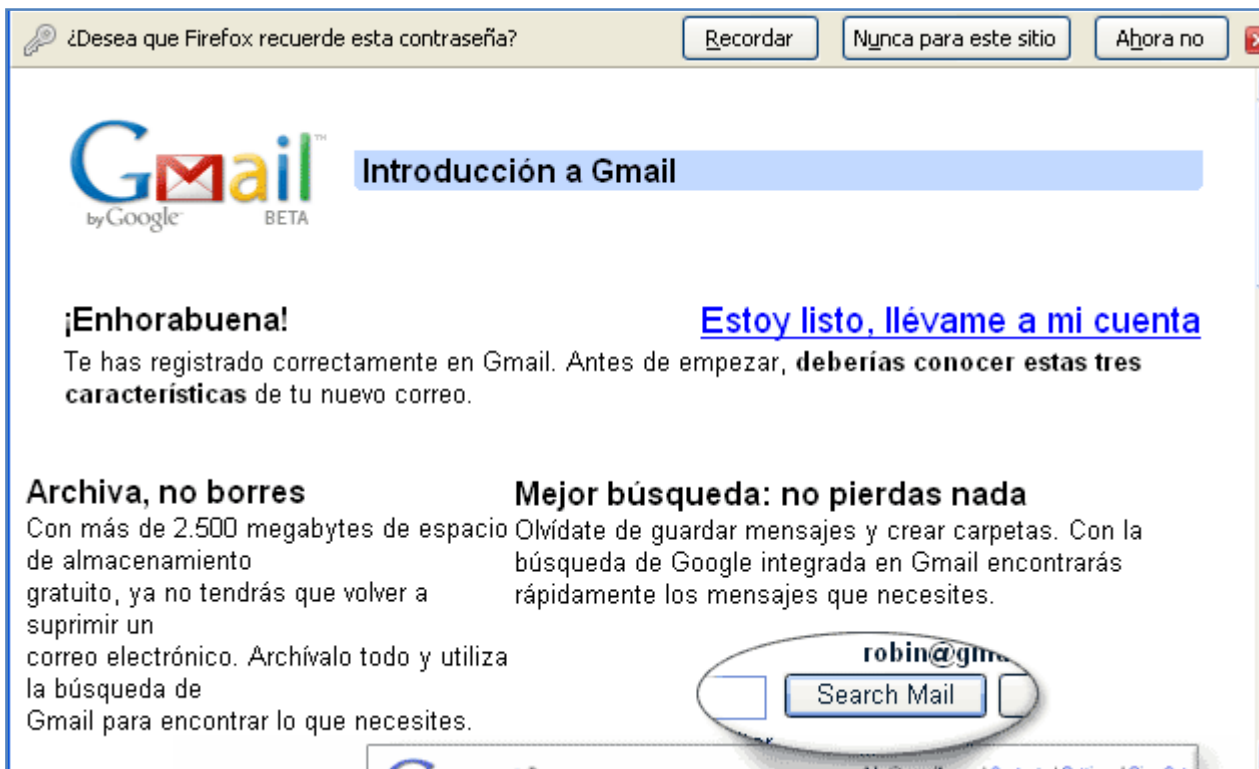 ¿Desea que Firefox recuerde esta contraseña?
Recordar
Nunca para este sitio
Ahora no
Gmail™
by Google
BETA
Introducción a Gmail
¡Enhorabuena!
Estoy listo, llévame a mi cuenta
Te has registrado correctamente en Gmail. Antes de empezar, deberías conocer estas tres
características de tu nuevo correo.
Archiva, no borres
Con más de 2.500 megabytes de espacio
de almacenamiento
gratuito, ya no tendrás que volver a
suprimir un
correo electrónico. Archívalo todo y utiliza
la búsqueda de
Gmail para encontrar lo que necesites.
Mejor búsqueda: no pierdas nada
Olvídate de guardar mensajes y crear carpetas. Con la
búsqueda de Google integrada en Gmail encontrarás
rápidamente los mensajes que necesites.
robin@gma
Search Mail